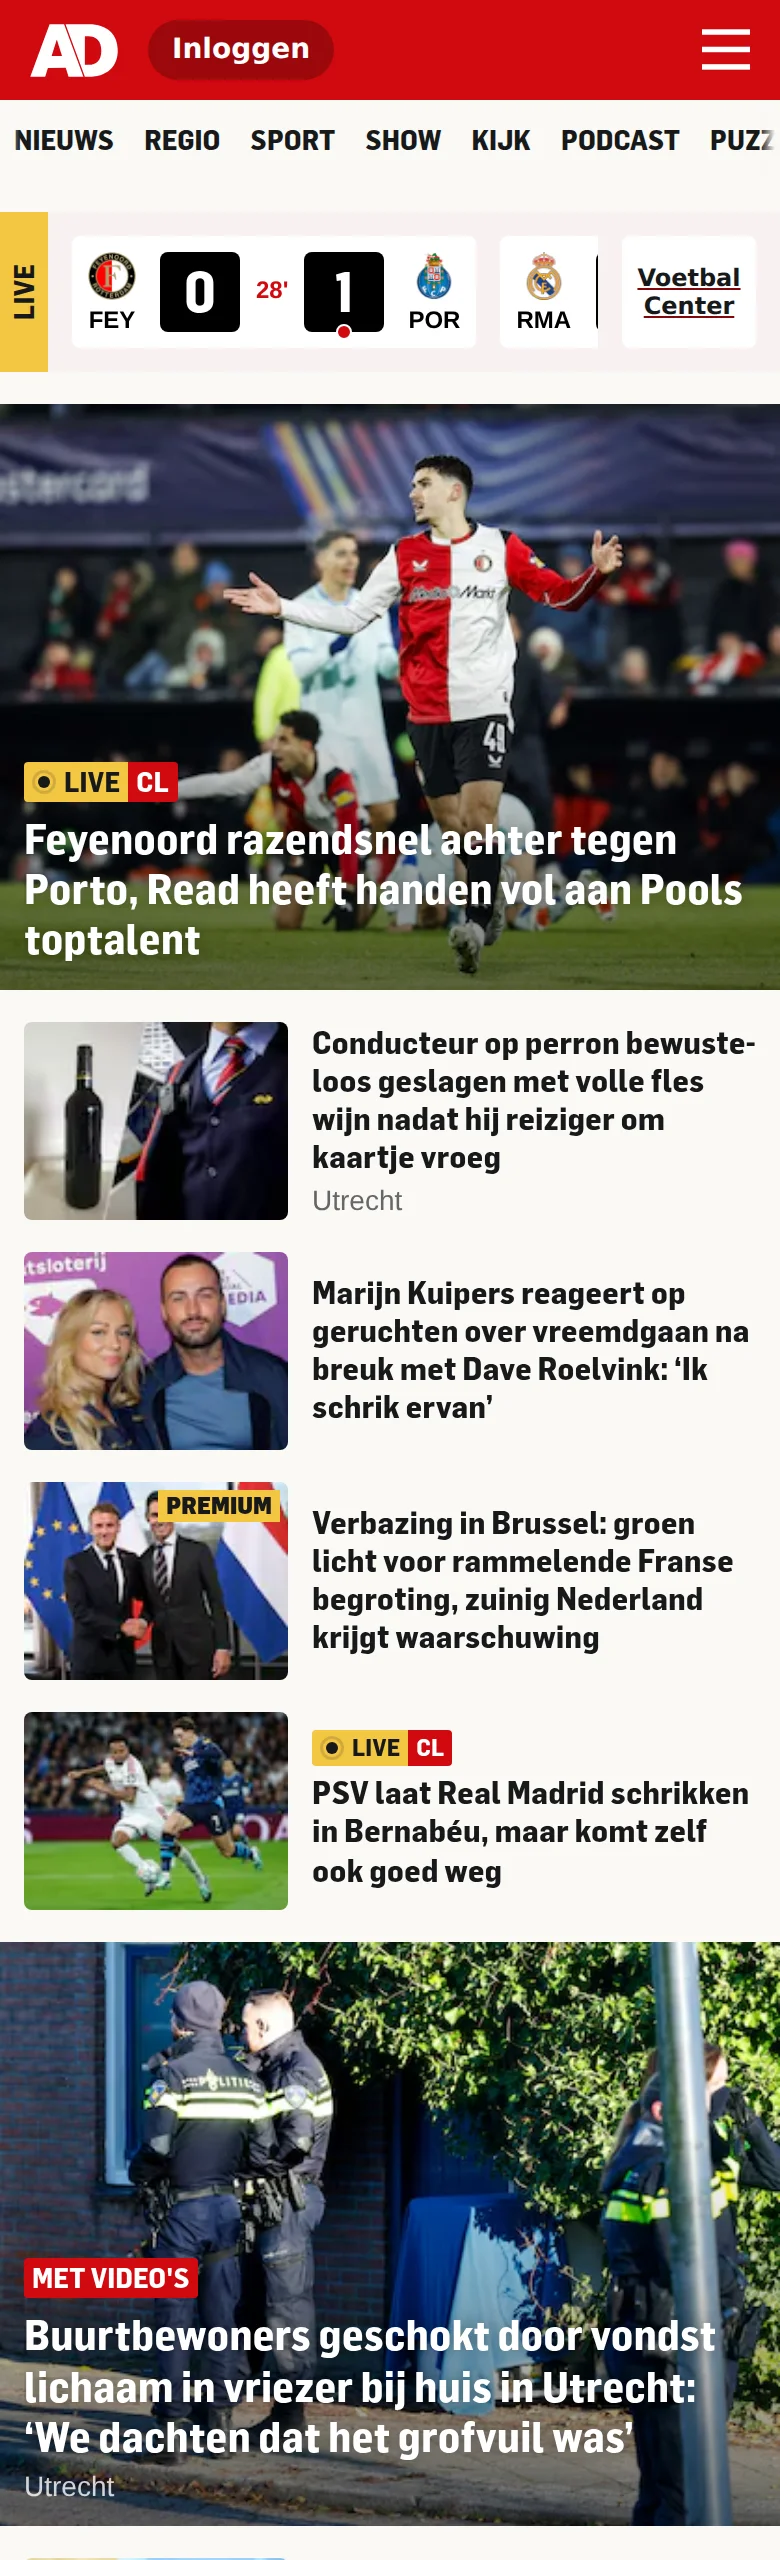 AD
Inloggen
NIEUWS REGIO SPORT SHOW KIJK PODCAST PUZZ
LIVE
FEY
0
28'
1
POR
RMA
Voetbal
Center
LIVE CL
Feyenoord razendsnel achter tegen
Porto, Read heeft handen vol aan Pools
toptalent
Conducteur op perron bewuste-
loos geslagen met volle fles
wijn nadat hij reiziger om
kaartje vroeg
Utrecht
Marijn Kuipers reageert op
geruchten over vreemdgaan na
breuk met Dave Roelvink: ‘Ik
schrik ervan’
PREMIUM
Verbazing in Brussel: groen
licht voor rammelende Franse
begroting, zuinig Nederland
krijgt waarschuwing
LIVE CL
PSV laat Real Madrid schrikken
in Bernabéu, maar komt zelf
ook goed weg
POLITIE
MET VIDEO'S
Buurtbewoners geschokt door vondst
lichaam in vriezer bij huis in Utrecht:
‘We dachten dat het grofvuil was’
Utrecht